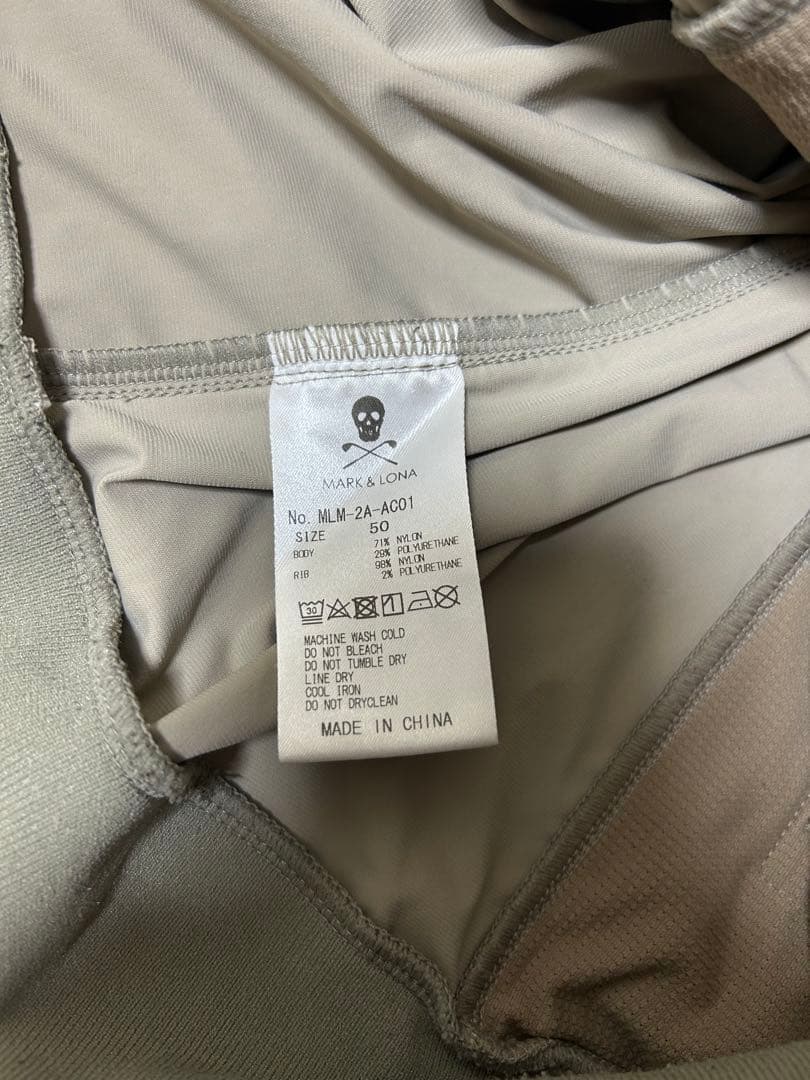 MARK & LONA
No. MLM-2A-AC01
SIZE 50
BODY 71% NYLON
29% POLYURETHANE
RIB 98% NYLON
2% POLYURETHANE
30
MACHINE WASH COLD
DO NOT BLEACH
DO NOT TUMBLE DRY
LINE DRY
COOL IRON
DO NOT DRYCLEAN
MADE IN CHINA